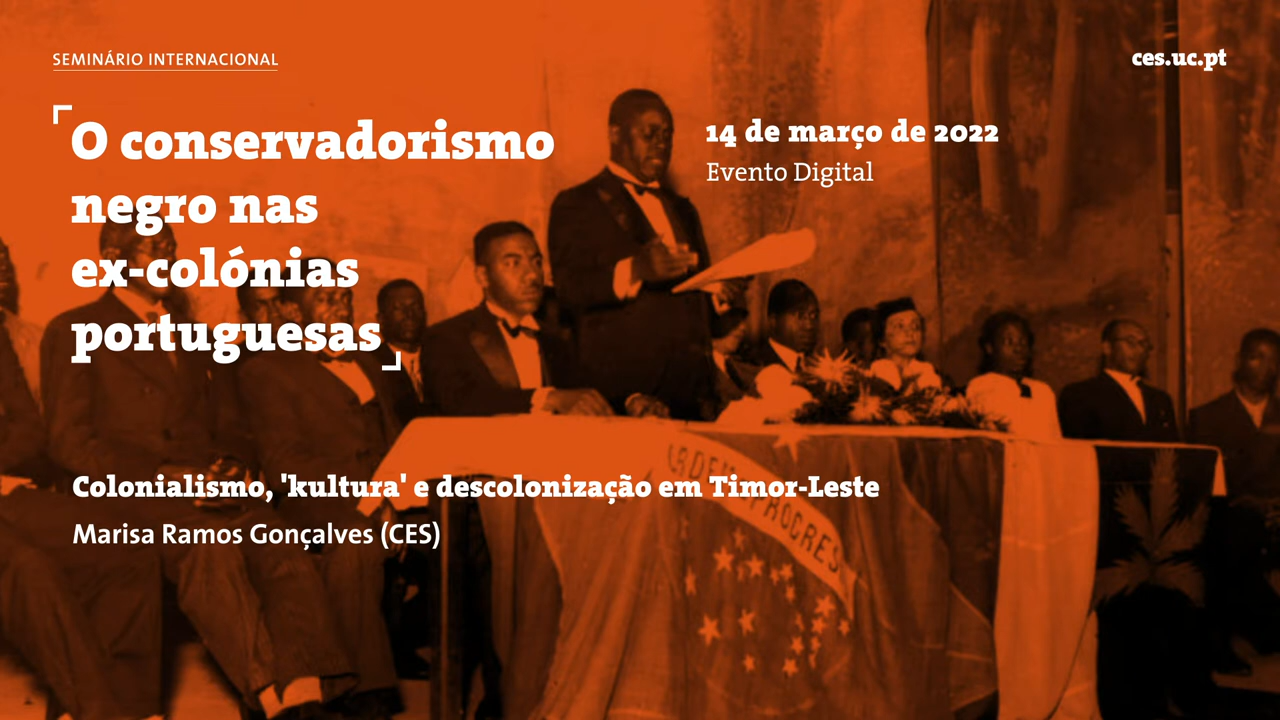 SEMINÁRIO INTERNACIONAL
ces.uc.pt
O conservadorismo
negro nas
ex-colónias
portuguesas
14 de março de 2022
Evento Digital
Colonialismo, 'kultura' e descolonização em Timor-Leste
Marisa Ramos Gonçalves (CES)